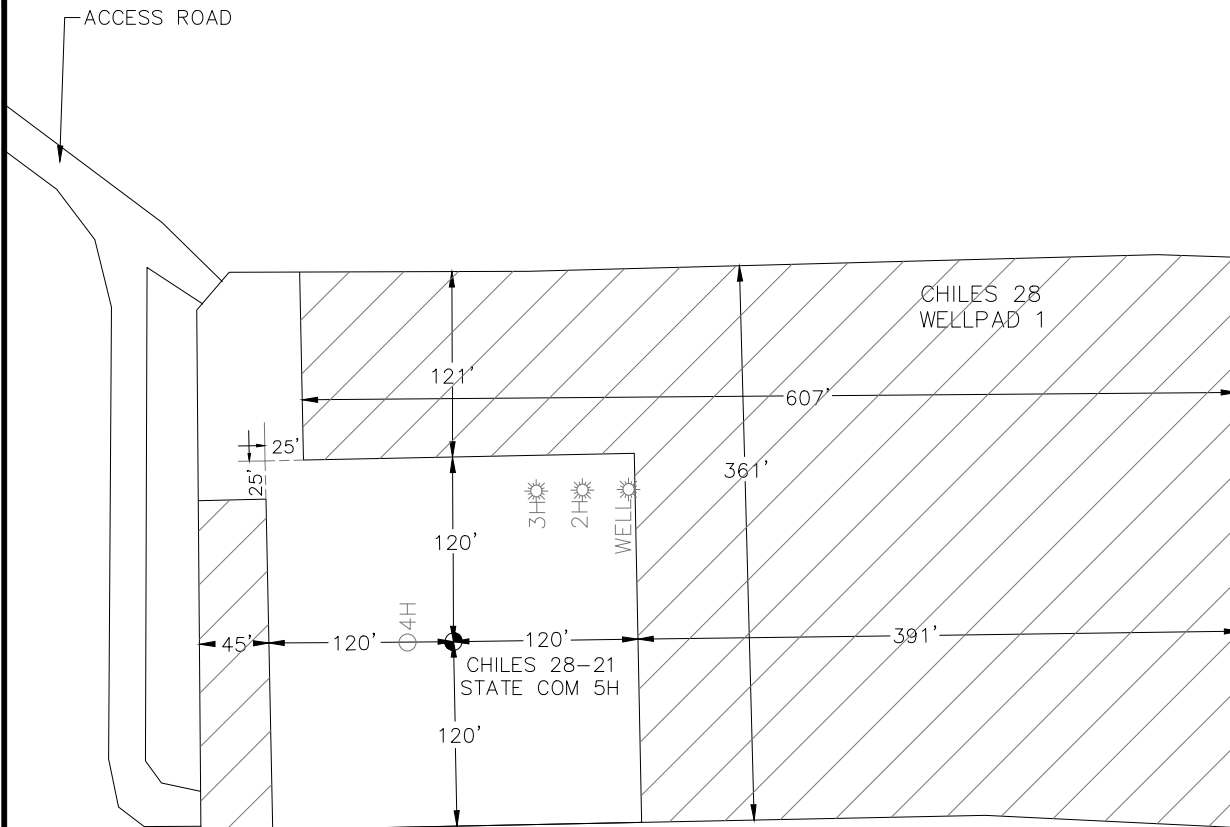 ACCESS ROAD
CHILES 28
WELLPAD 1
121'
607'
25'
25'
361'
3H
2H
WELL
120'
4H
45'
120'
120'
391'
CHILES 28-21
STATE COM 5H
120'